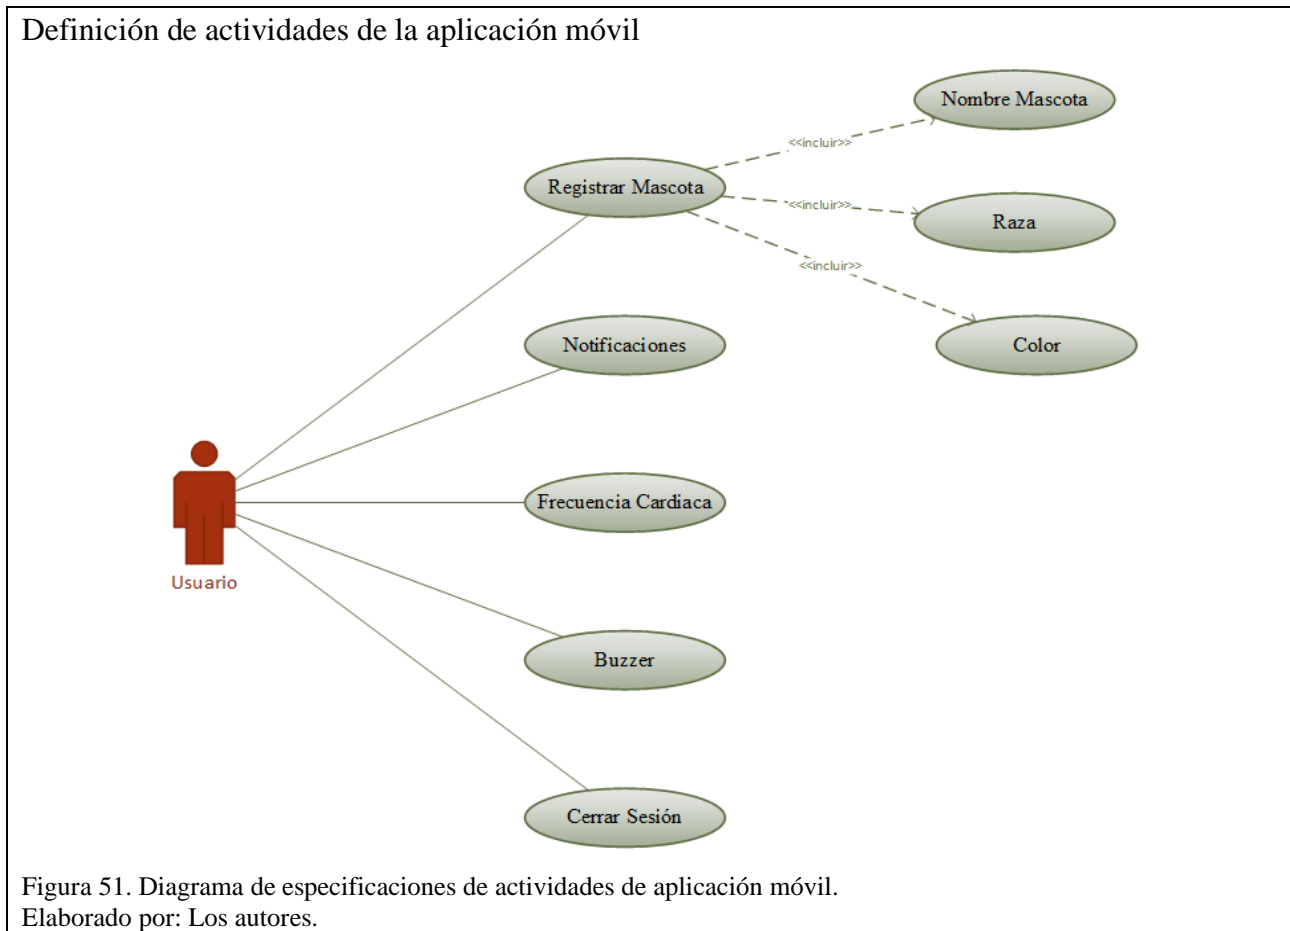 Definición de actividades de la aplicación móvil
Nombre Mascota
<<incluir>>
Registrar Mascota
<<incluir>>
Raza
<<incluir>>
Notificaciones
Color
Frecuencia Cardiaca
Usuario
Buzzer
Cerrar Sesión
Figura 51. Diagrama de especificaciones de actividades de aplicación móvil.
Elaborado por: Los autores.